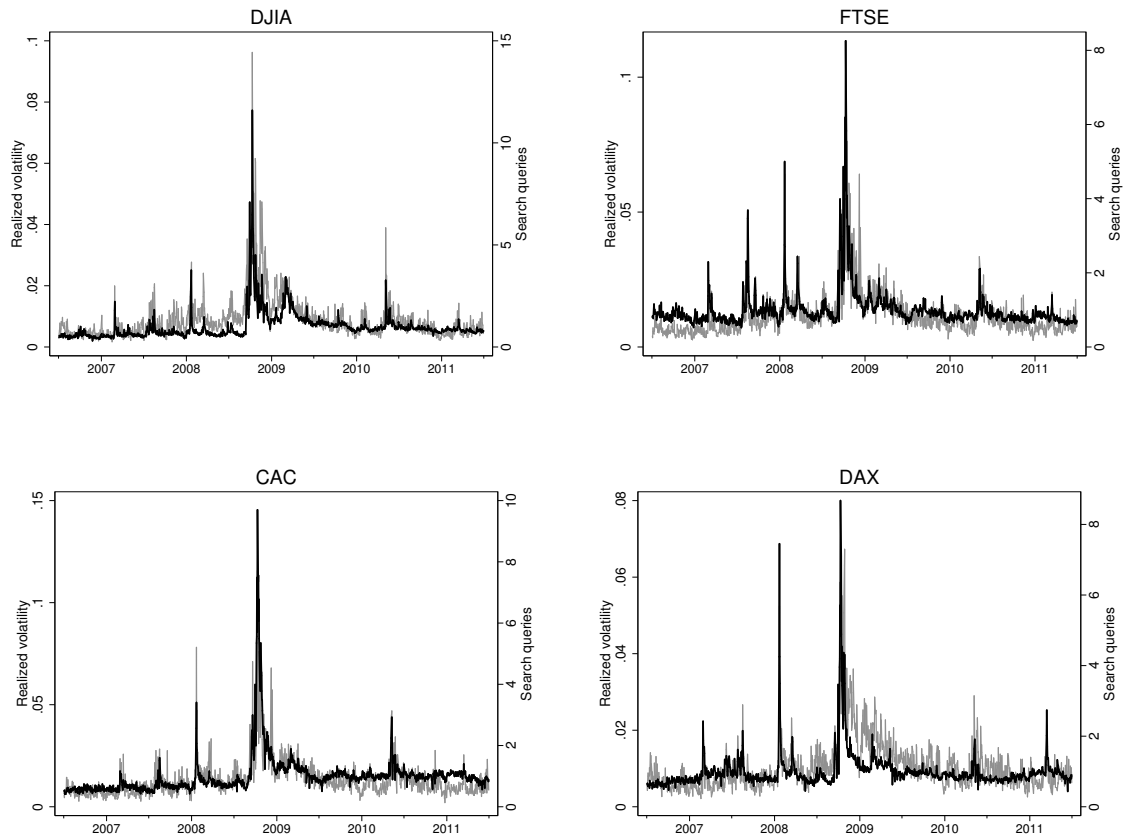 DJIA
Realized volatility
0 .02 .04 .06 .08 .1
Search queries
0 5 10 15
2007 2008 2009 2010 2011
FTSE
Realized volatility
0 .05 .1
Search queries
0 2 4 6 8
2007 2008 2009 2010 2011
CAC
Realized volatility
0 .05 .1 .15
Search queries
0 2 4 6 8 10
2007 2008 2009 2010 2011
DAX
Realized volatility
0 .02 .04 .06 .08
Search queries
0 2 4 6 8
2007 2008 2009 2010 2011